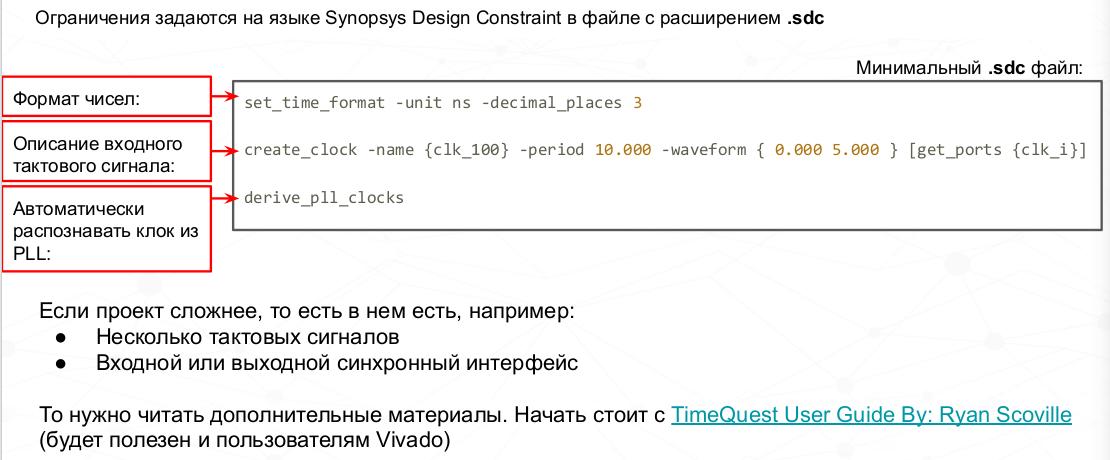 Ограничения задаются на языке Synopsys Design Constraint в файле с расширением .sdc
Минимальный .sdc файл:
Формат чисел:
set_time_format -unit ns -decimal_places 3
Описание входного
тактового сигнала:
create_clock -name {clk_100} -period 10.000 -waveform { 0.000 5.000 } [get_ports {clk_i}]
Автоматически
распознавать клок из
PLL:
derive_pll_clocks
Если проект сложнее, то есть в нем есть, например:
● Несколько тактовых сигналов
● Входной или выходной синхронный интерфейс
То нужно читать дополнительные материалы. Начать стоит с TimeQuest User Guide By: Ryan Scoville
(будет полезен и пользователям Vivado)